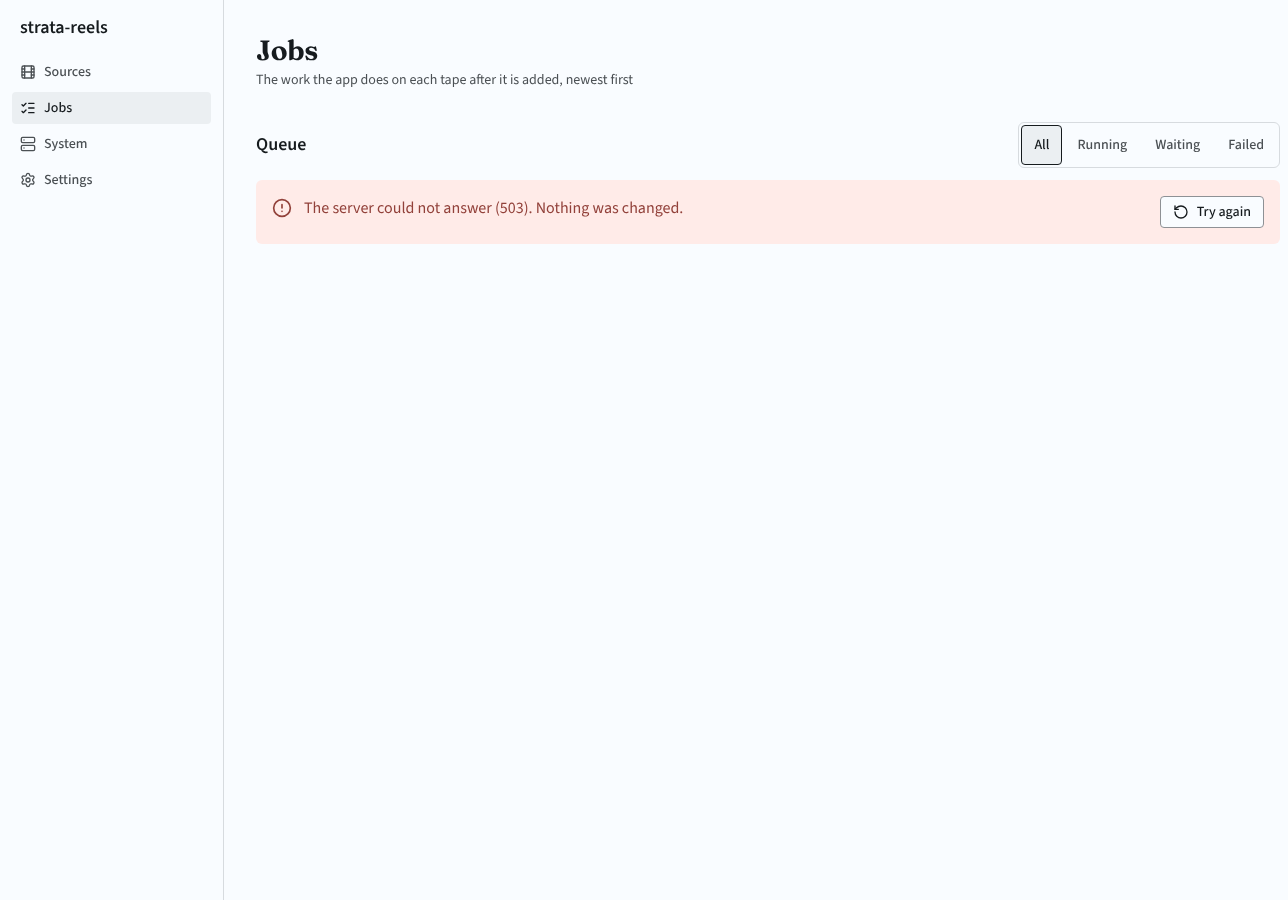 strata-reels
Sources
Jobs
System
Settings
Jobs
The work the app does on each tape after it is added, newest first
Queue
All
Running
Waiting
Failed
The server could not answer (503). Nothing was changed.
Try again